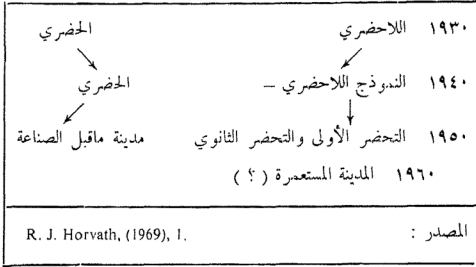 ١٩٣٠ اللاحضري الحضري
١٩٤٠ النموذج اللاحضري – الحضري
١٩٥٠ التحضر الأولى والتحضر الثانوي مدينة ماقبل الصناعة
١٩٦٠ المدينة المستعمرة ( ؟ )
المصدر : R. J. Horvath, (1969), 1.